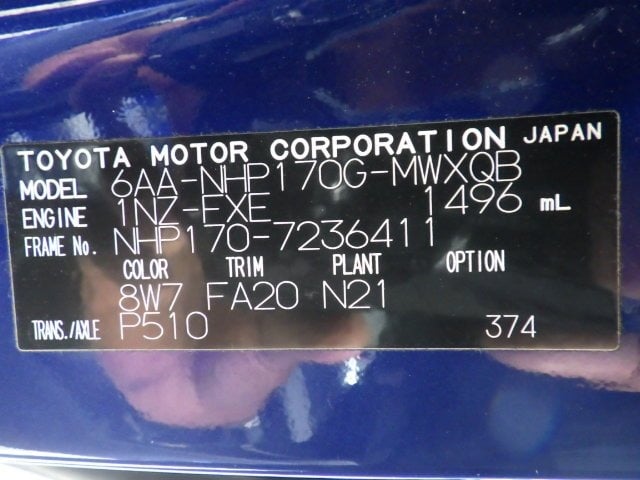 TOYOTA MOTOR CORPORATION JAPAN
MODEL 6AA-NHP170G-MWXQB
ENGINE 1NZ-FXE 1496 mL
FRAME No. NHP170-7236411
COLOR TRIM PLANT OPTION
8W7 FA20 N21
TRANS./AXLE P510 374